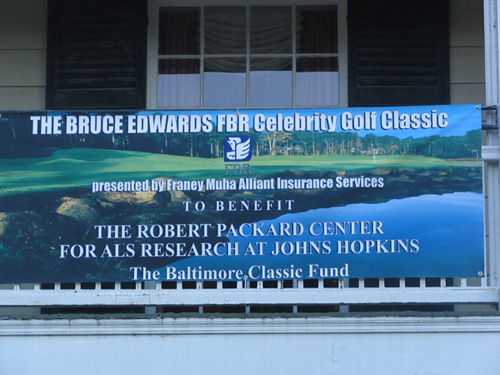 THE BRUCE EDWARDS FBR Celebrity Golf Classic
FBR
presented by Franey Muha Alliant Insurance Services
TO BENEFIT
THE ROBERT PACKARD CENTER
FOR ALS RESEARCH AT JOHNS HOPKINS
The Baltimore Classic Fund